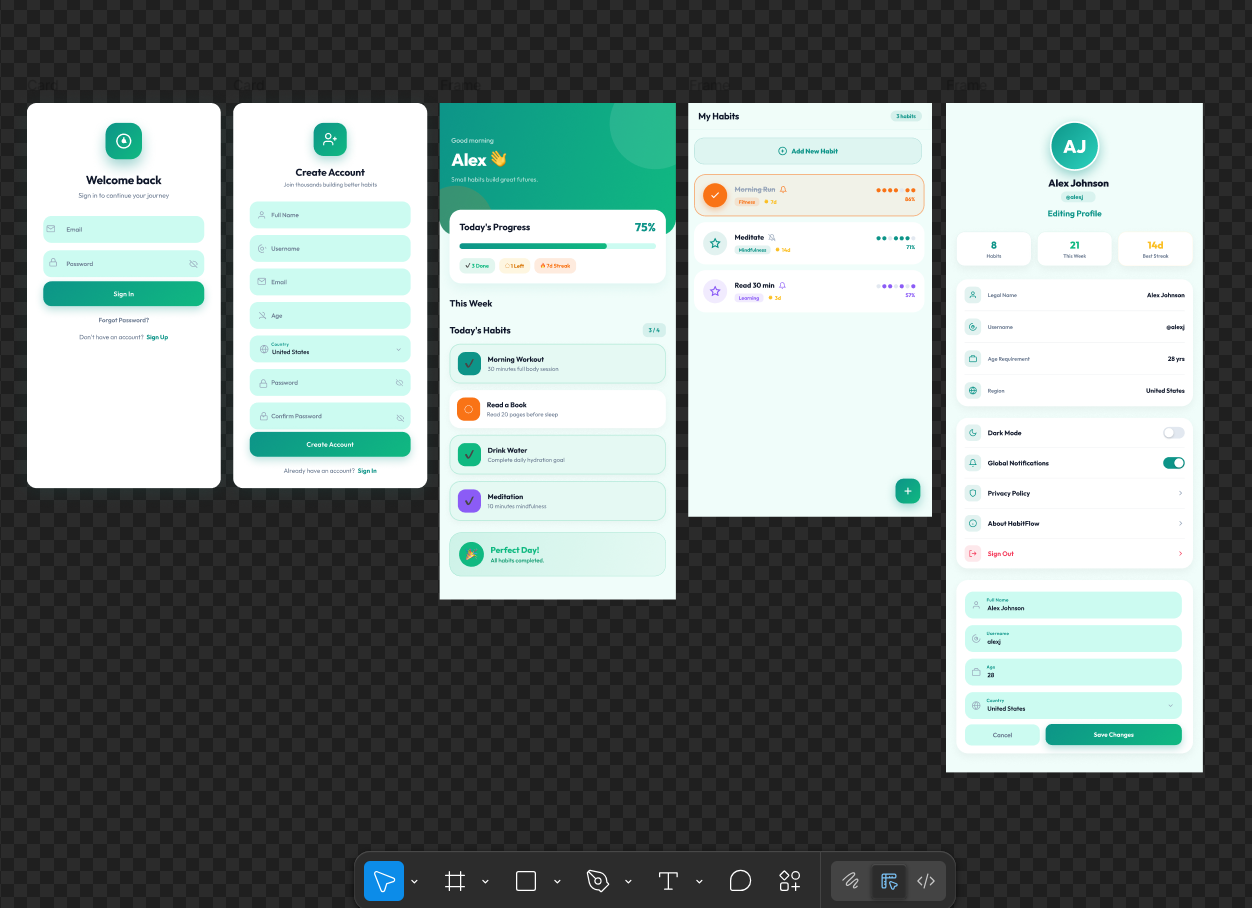 Welcome back
Sign in to continue your journey
Email
Password
Sign In
Forgot Password?
Don't have an account? Sign Up
Create Account
Join thousands building better habits
Full Name
Username
Email
Age
Country
United States
Password
Confirm Password
Create Account
Already have an account? Sign In
Good morning
Alex 👋
Small habits build great futures.
Today's Progress
75%
✓ 3 Done
1 Left
7d Streak
This Week
Today's Habits
3 / 4
Morning Workout
30 minutes full body session
Read a Book
Read 20 pages before sleep
Drink Water
Complete daily hydration goal
Meditation
10 minutes mindfulness
Perfect Day!
All habits completed.
My Habits
3 habits
Add New Habit
Morning Run
Fitness
86%
Meditate
Mindfulness
14d
71%
Read 30 min
Learning
3d
57%
AJ
Alex Johnson
@alexj
Editing Profile
8
Habits
21
This Week
14d
Best Streak
Legal Name
Alex Johnson
Username
@alexj
Age Requirement
28 yrs
Region
United States
Dark Mode
Global Notifications
Privacy Policy
About HabitFlow
Sign Out
Full Name
Alex Johnson
Username
alexj
Age
28
Country
United States
Cancel
Save Changes